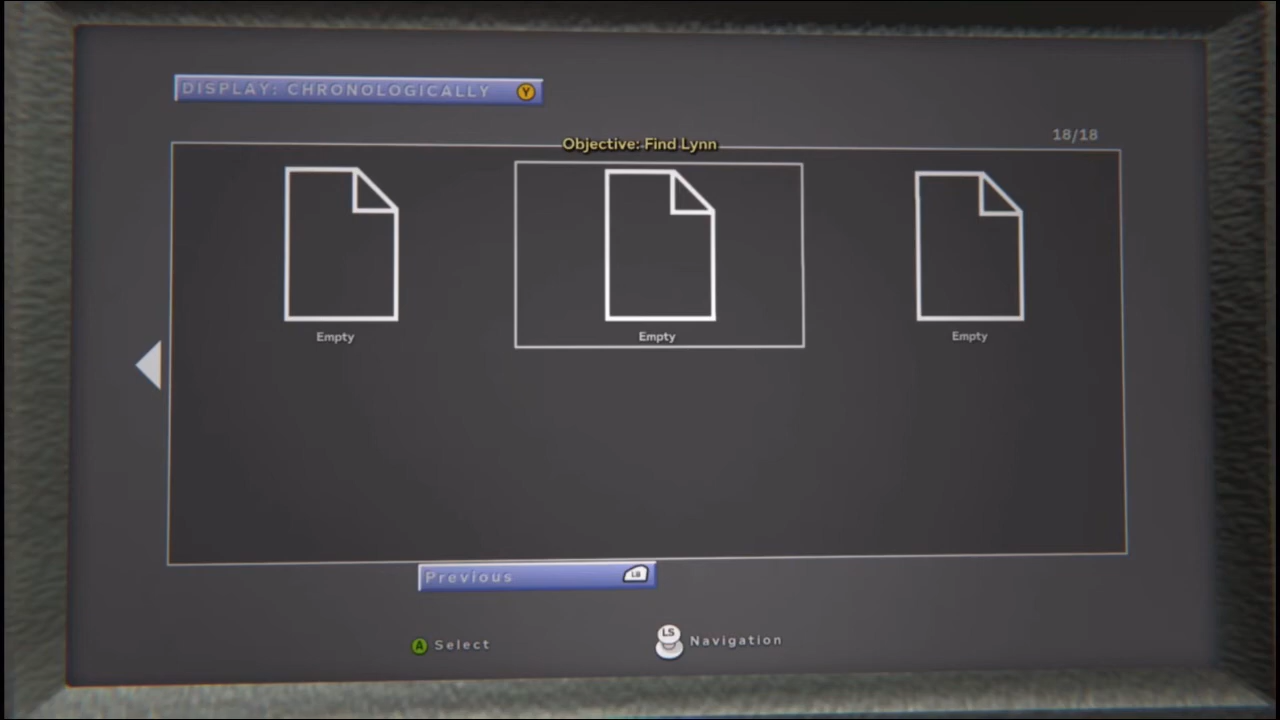 DISPLAY: CHRONOLOGICALLY Y
18/18
Objective: Find Lynn
Empty
Empty
Empty
Previous LB
A Select
LS Navigation